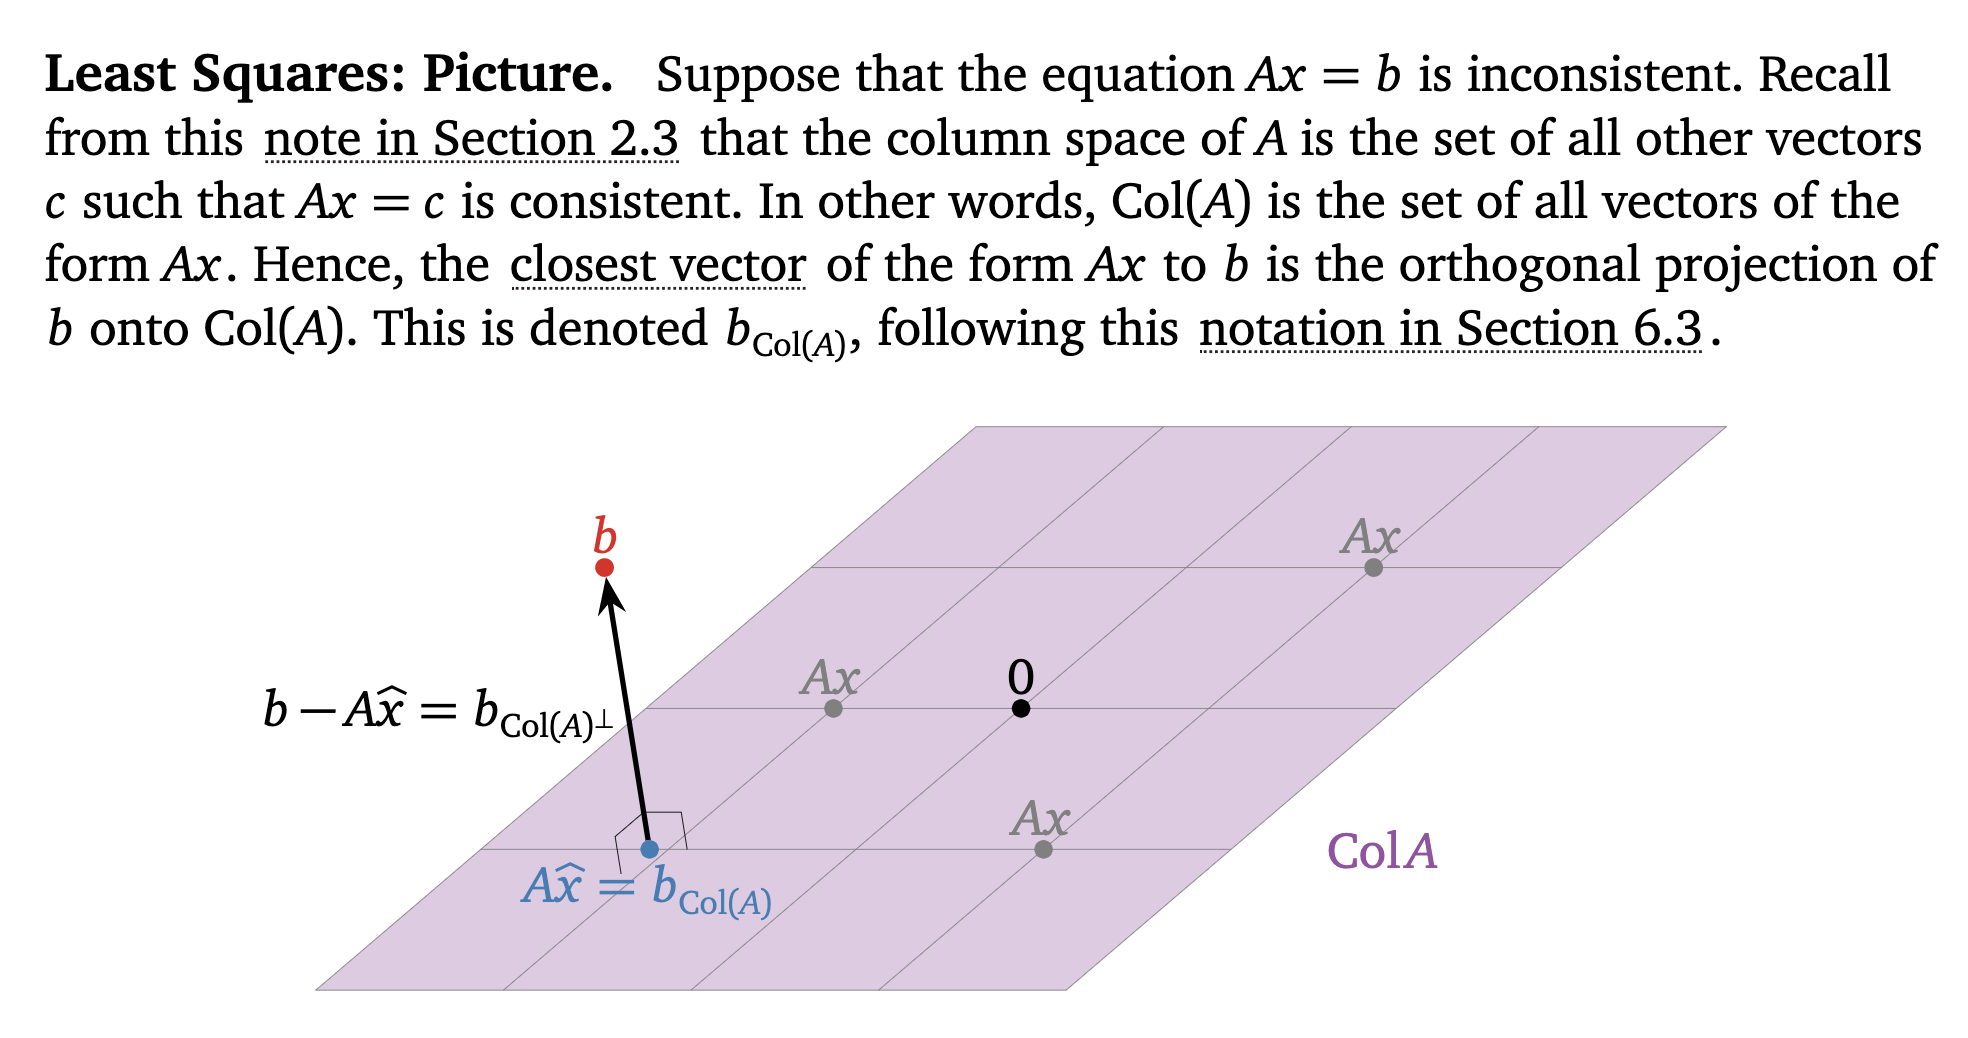 Least Squares: Picture. Suppose that the equation Ax = b is inconsistent. Recall
from this note in Section 2.3 that the column space of A is the set of all other vectors
c such that Ax = c is consistent. In other words, Col(A) is the set of all vectors of the
form Ax. Hence, the closest vector of the form Ax to b is the orthogonal projection of
b onto Col(A). This is denoted b_Col(A), following this notation in Section 6.3.
b
Ax
Ax
0
b − Ax̂ = b_Col(A)⊥
Ax
Col A
Ax̂ = b_Col(A)